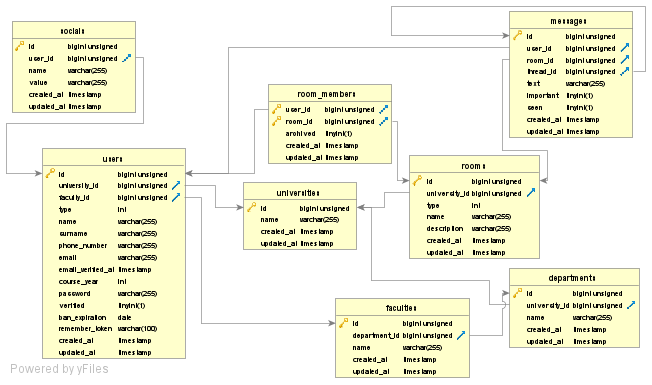 socials
id bigint unsigned
user_id bigint unsigned
name varchar(255)
value varchar(255)
created_at timestamp
updated_at timestamp
messages
id bigint unsigned
user_id bigint unsigned
room_id bigint unsigned
thread_id bigint unsigned
text varchar(255)
important tinyint(1)
seen tinyint(1)
created_at timestamp
updated_at timestamp
room_members
user_id bigint unsigned
room_id bigint unsigned
archived tinyint(1)
created_at timestamp
updated_at timestamp
users
id bigint unsigned
university_id bigint unsigned
faculty_id bigint unsigned
type int
name varchar(255)
surname varchar(255)
phone_number varchar(255)
email varchar(255)
email_verified_at timestamp
course_year int
password varchar(255)
verified tinyint(1)
ban_expiration date
remember_token varchar(100)
created_at timestamp
updated_at timestamp
universities
id bigint unsigned
name varchar(255)
created_at timestamp
updated_at timestamp
rooms
id bigint unsigned
university_id bigint unsigned
type int
name varchar(255)
description varchar(255)
created_at timestamp
updated_at timestamp
departments
id bigint unsigned
university_id bigint unsigned
name varchar(255)
created_at timestamp
updated_at timestamp
faculties
id bigint unsigned
department_id bigint unsigned
name varchar(255)
created_at timestamp
updated_at timestamp
Powered by yFiles